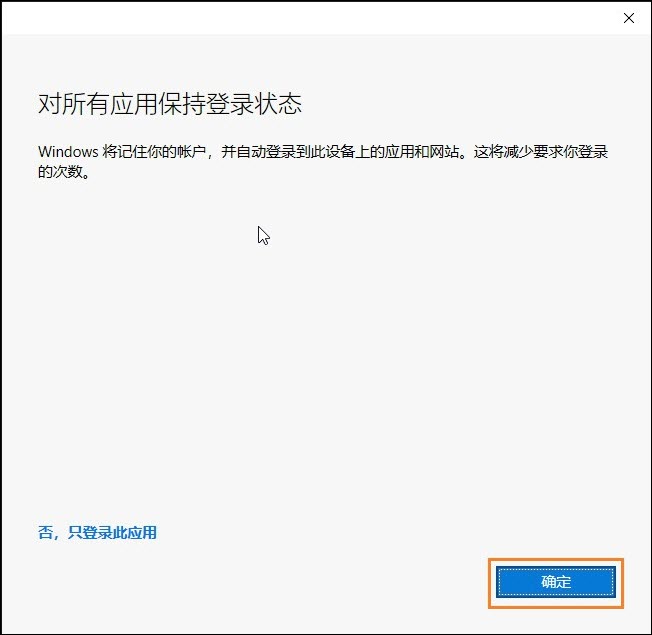 对所有应用保持登录状态
Windows 将记住你的帐户，并自动登录到此设备上的应用和网站。这将减少要求你登录
的次数。
否，只登录此应用
确定